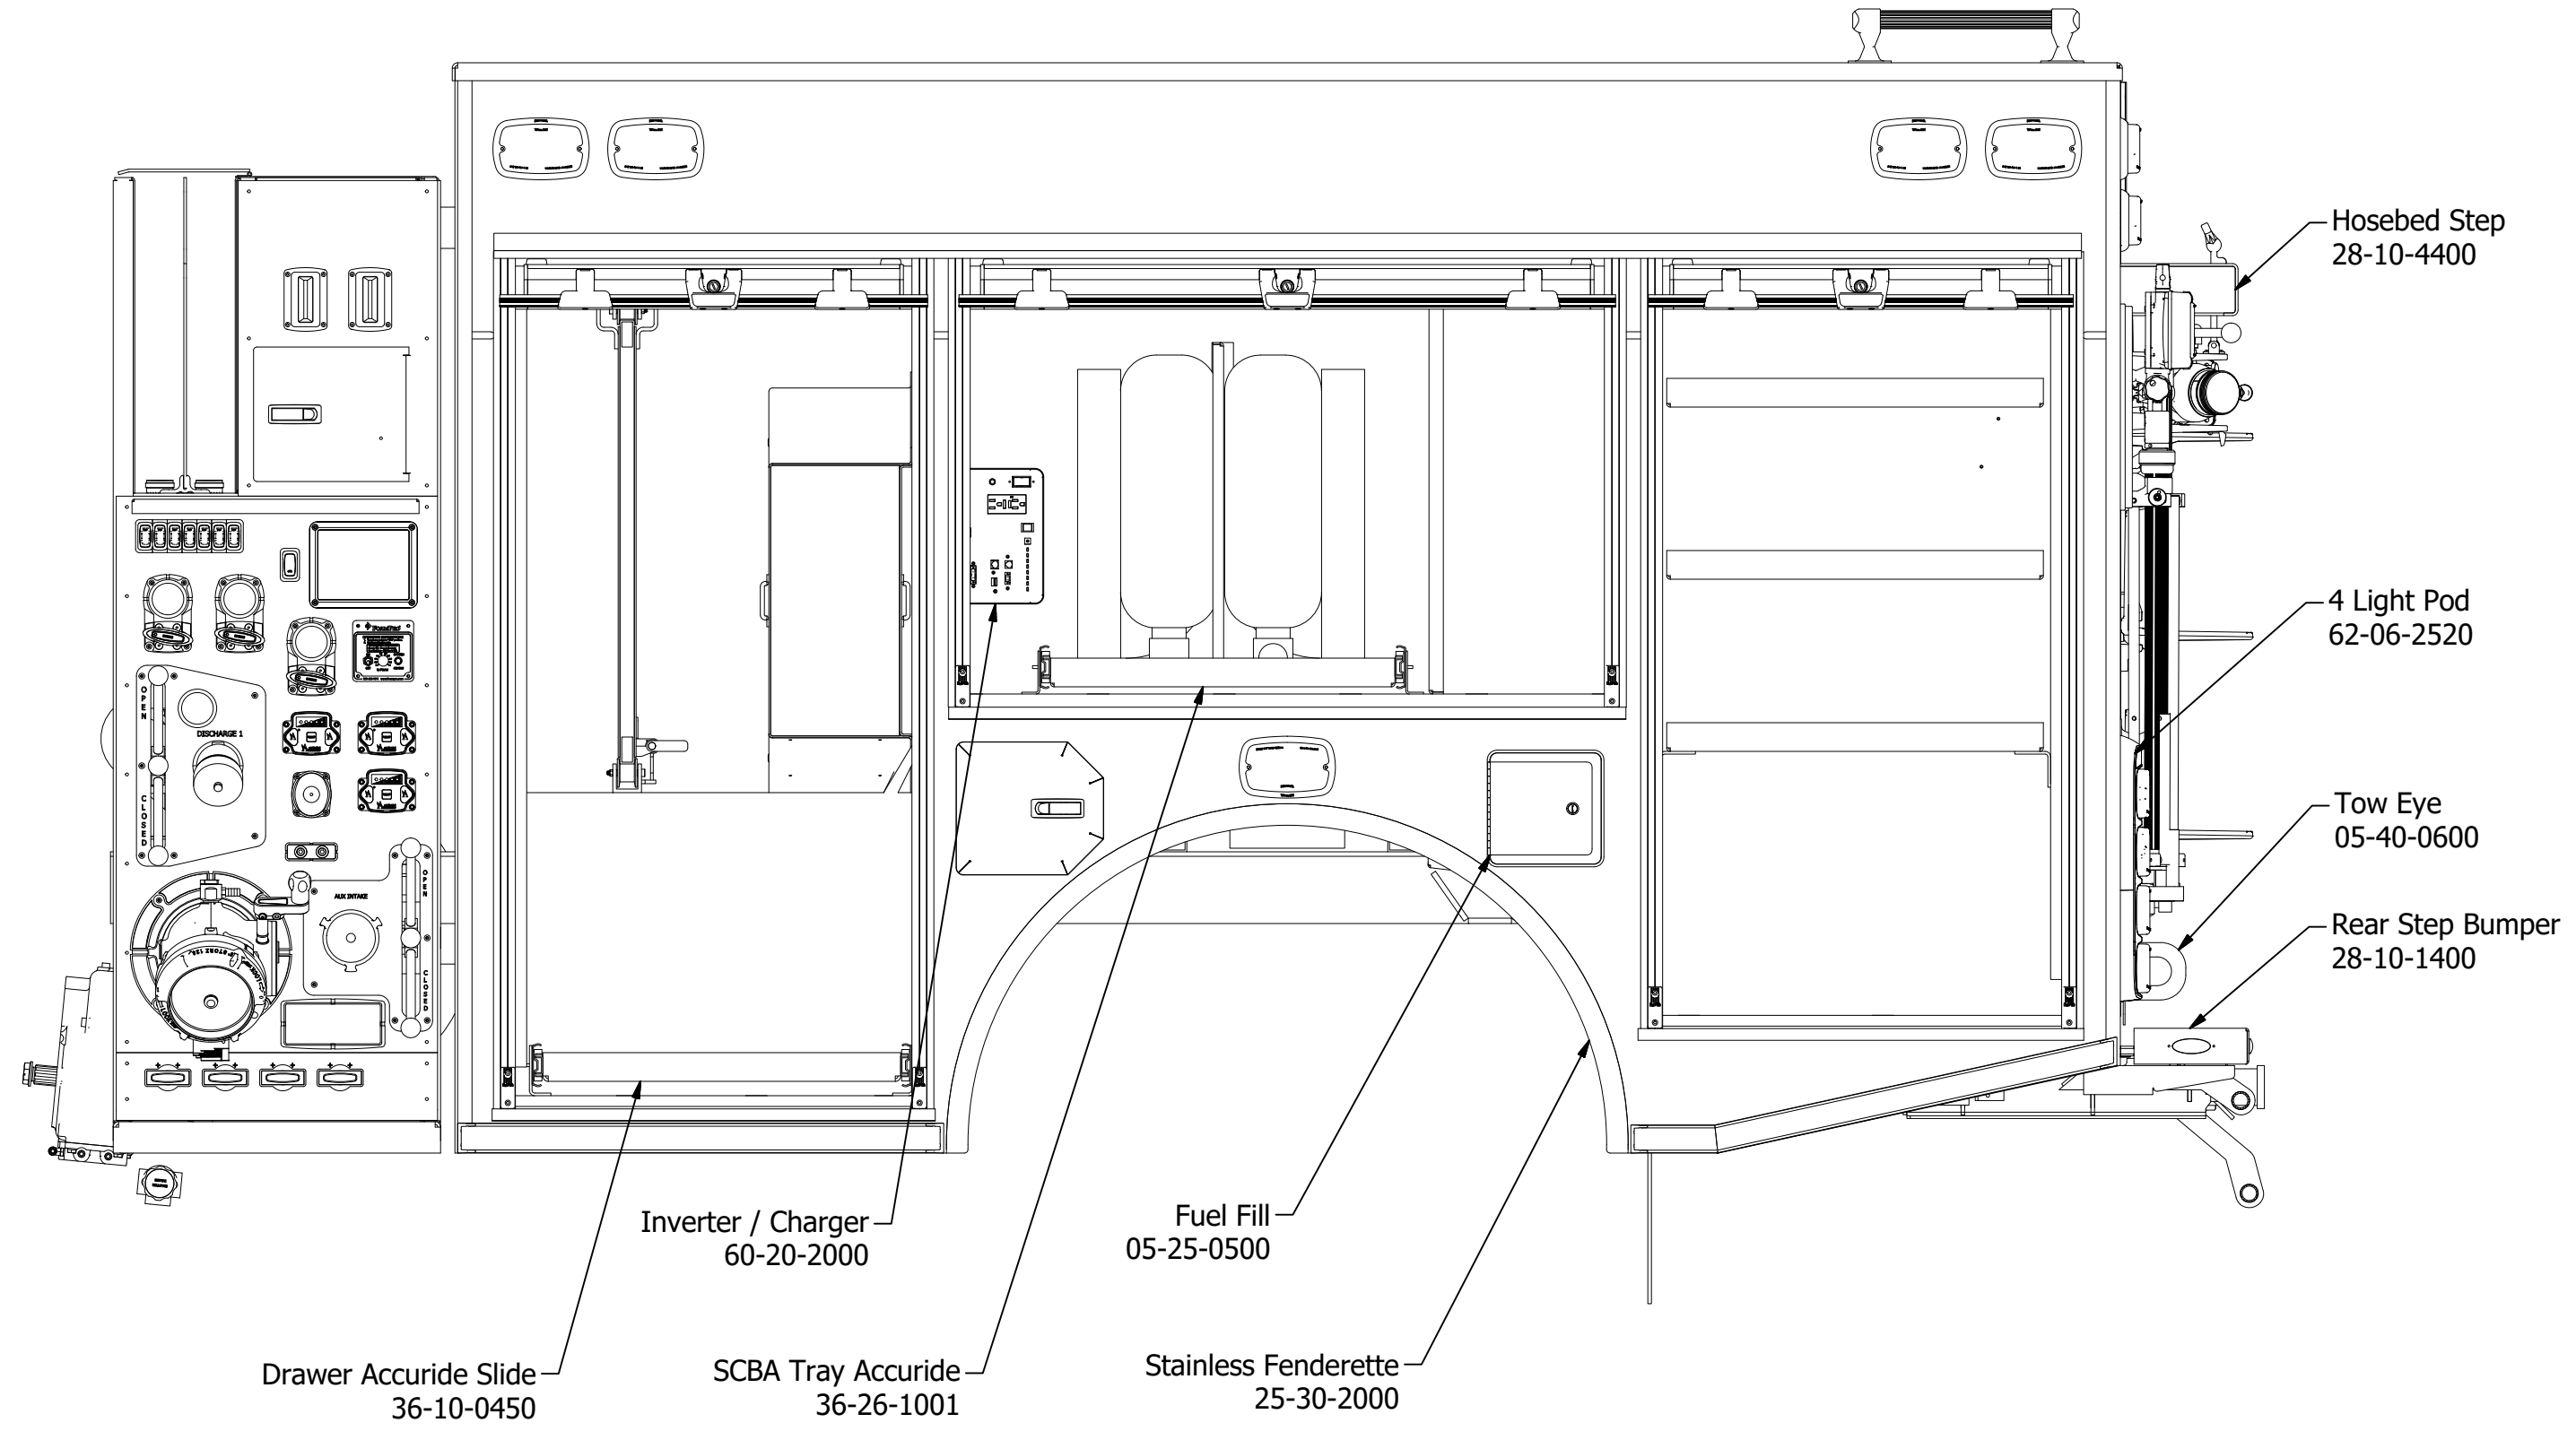 Hosebed Step
28-10-4400
4 Light Pod
62-06-2520
Tow Eye
05-40-0600
Rear Step Bumper
28-10-1400
OPEN
DISCHARGE 1
CLOSED
FoamPro
AUX INTAKE
OPEN
CLOSED
Inverter / Charger
60-20-2000
Fuel Fill
05-25-0500
Drawer Accuride Slide
36-10-0450
SCBA Tray Accuride
36-26-1001
Stainless Fenderette
25-30-2000